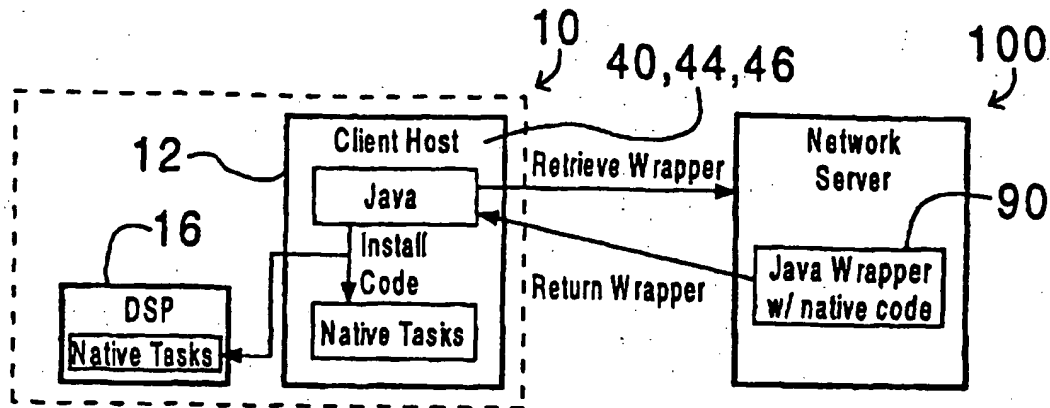 10
40,44,46
100
12
Client Host
Network
Server
Retrieve Wrapper
Java
90
16
Install
Code
Java Wrapper
w/ native code
Return Wrapper
DSP
Native Tasks
Native Tasks